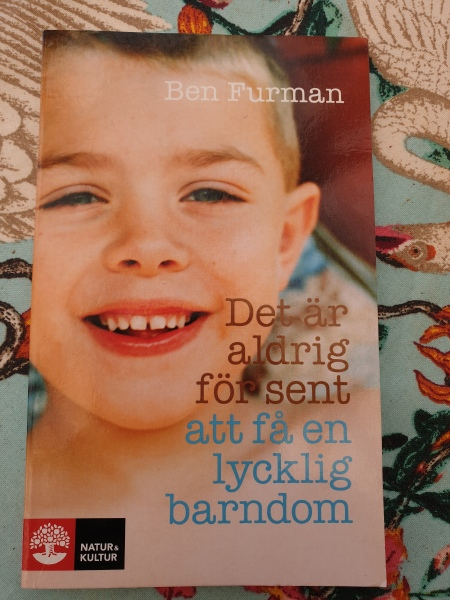 Ben Furman
Det är
aldrig
för sent
att få en
lycklig
barndom
NATUR&
KULTUR